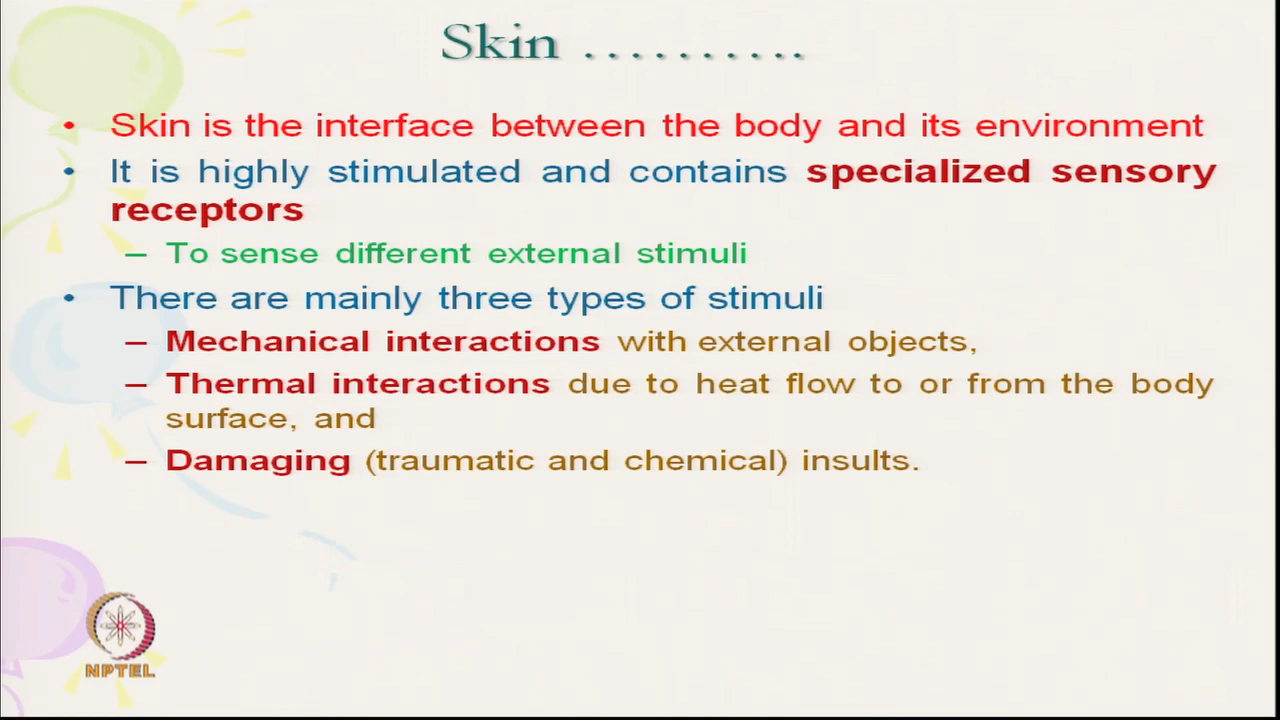 Skin ..........
• Skin is the interface between the body and its environment
• It is highly stimulated and contains specialized sensory
receptors
– To sense different external stimuli
• There are mainly three types of stimuli
– Mechanical interactions with external objects,
– Thermal interactions due to heat flow to or from the body
surface, and
– Damaging (traumatic and chemical) insults.
NPTEL